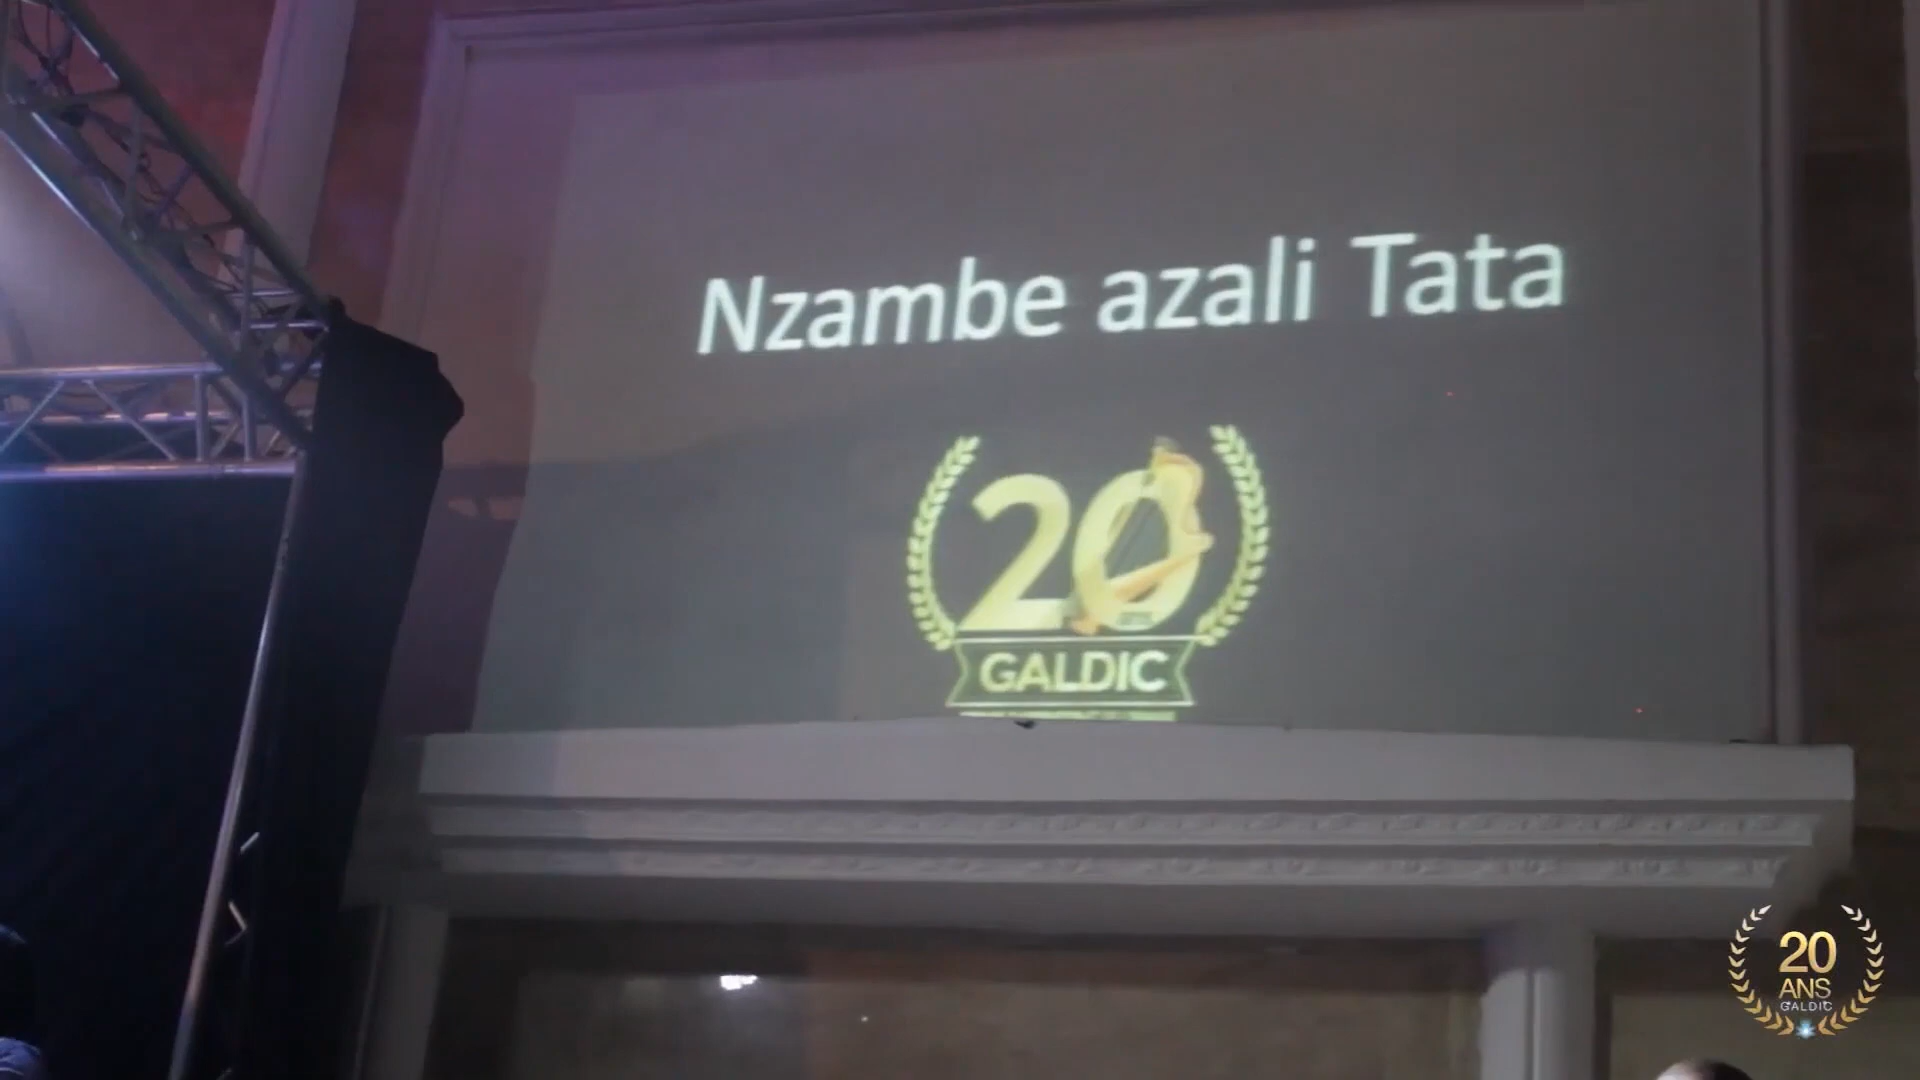 Nzambe azali Tata
20
GALDIC
20
ANS
GALDIC